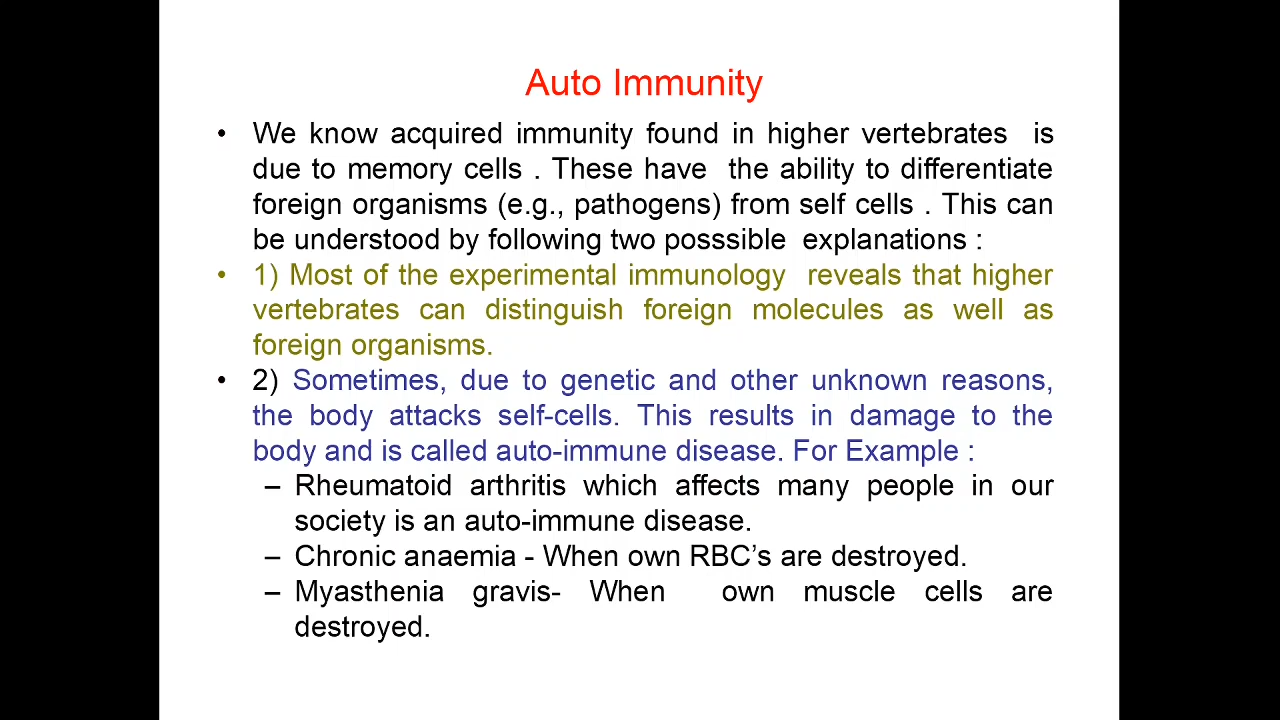 Auto Immunity
• We know acquired immunity found in higher vertebrates is
due to memory cells . These have the ability to differentiate
foreign organisms (e.g., pathogens) from self cells . This can
be understood by following two posssible explanations :
• 1) Most of the experimental immunology reveals that higher
vertebrates can distinguish foreign molecules as well as
foreign organisms.
• 2) Sometimes, due to genetic and other unknown reasons,
the body attacks self-cells. This results in damage to the
body and is called auto-immune disease. For Example :
– Rheumatoid arthritis which affects many people in our
society is an auto-immune disease.
– Chronic anaemia - When own RBC’s are destroyed.
– Myasthenia gravis- When own muscle cells are
destroyed.